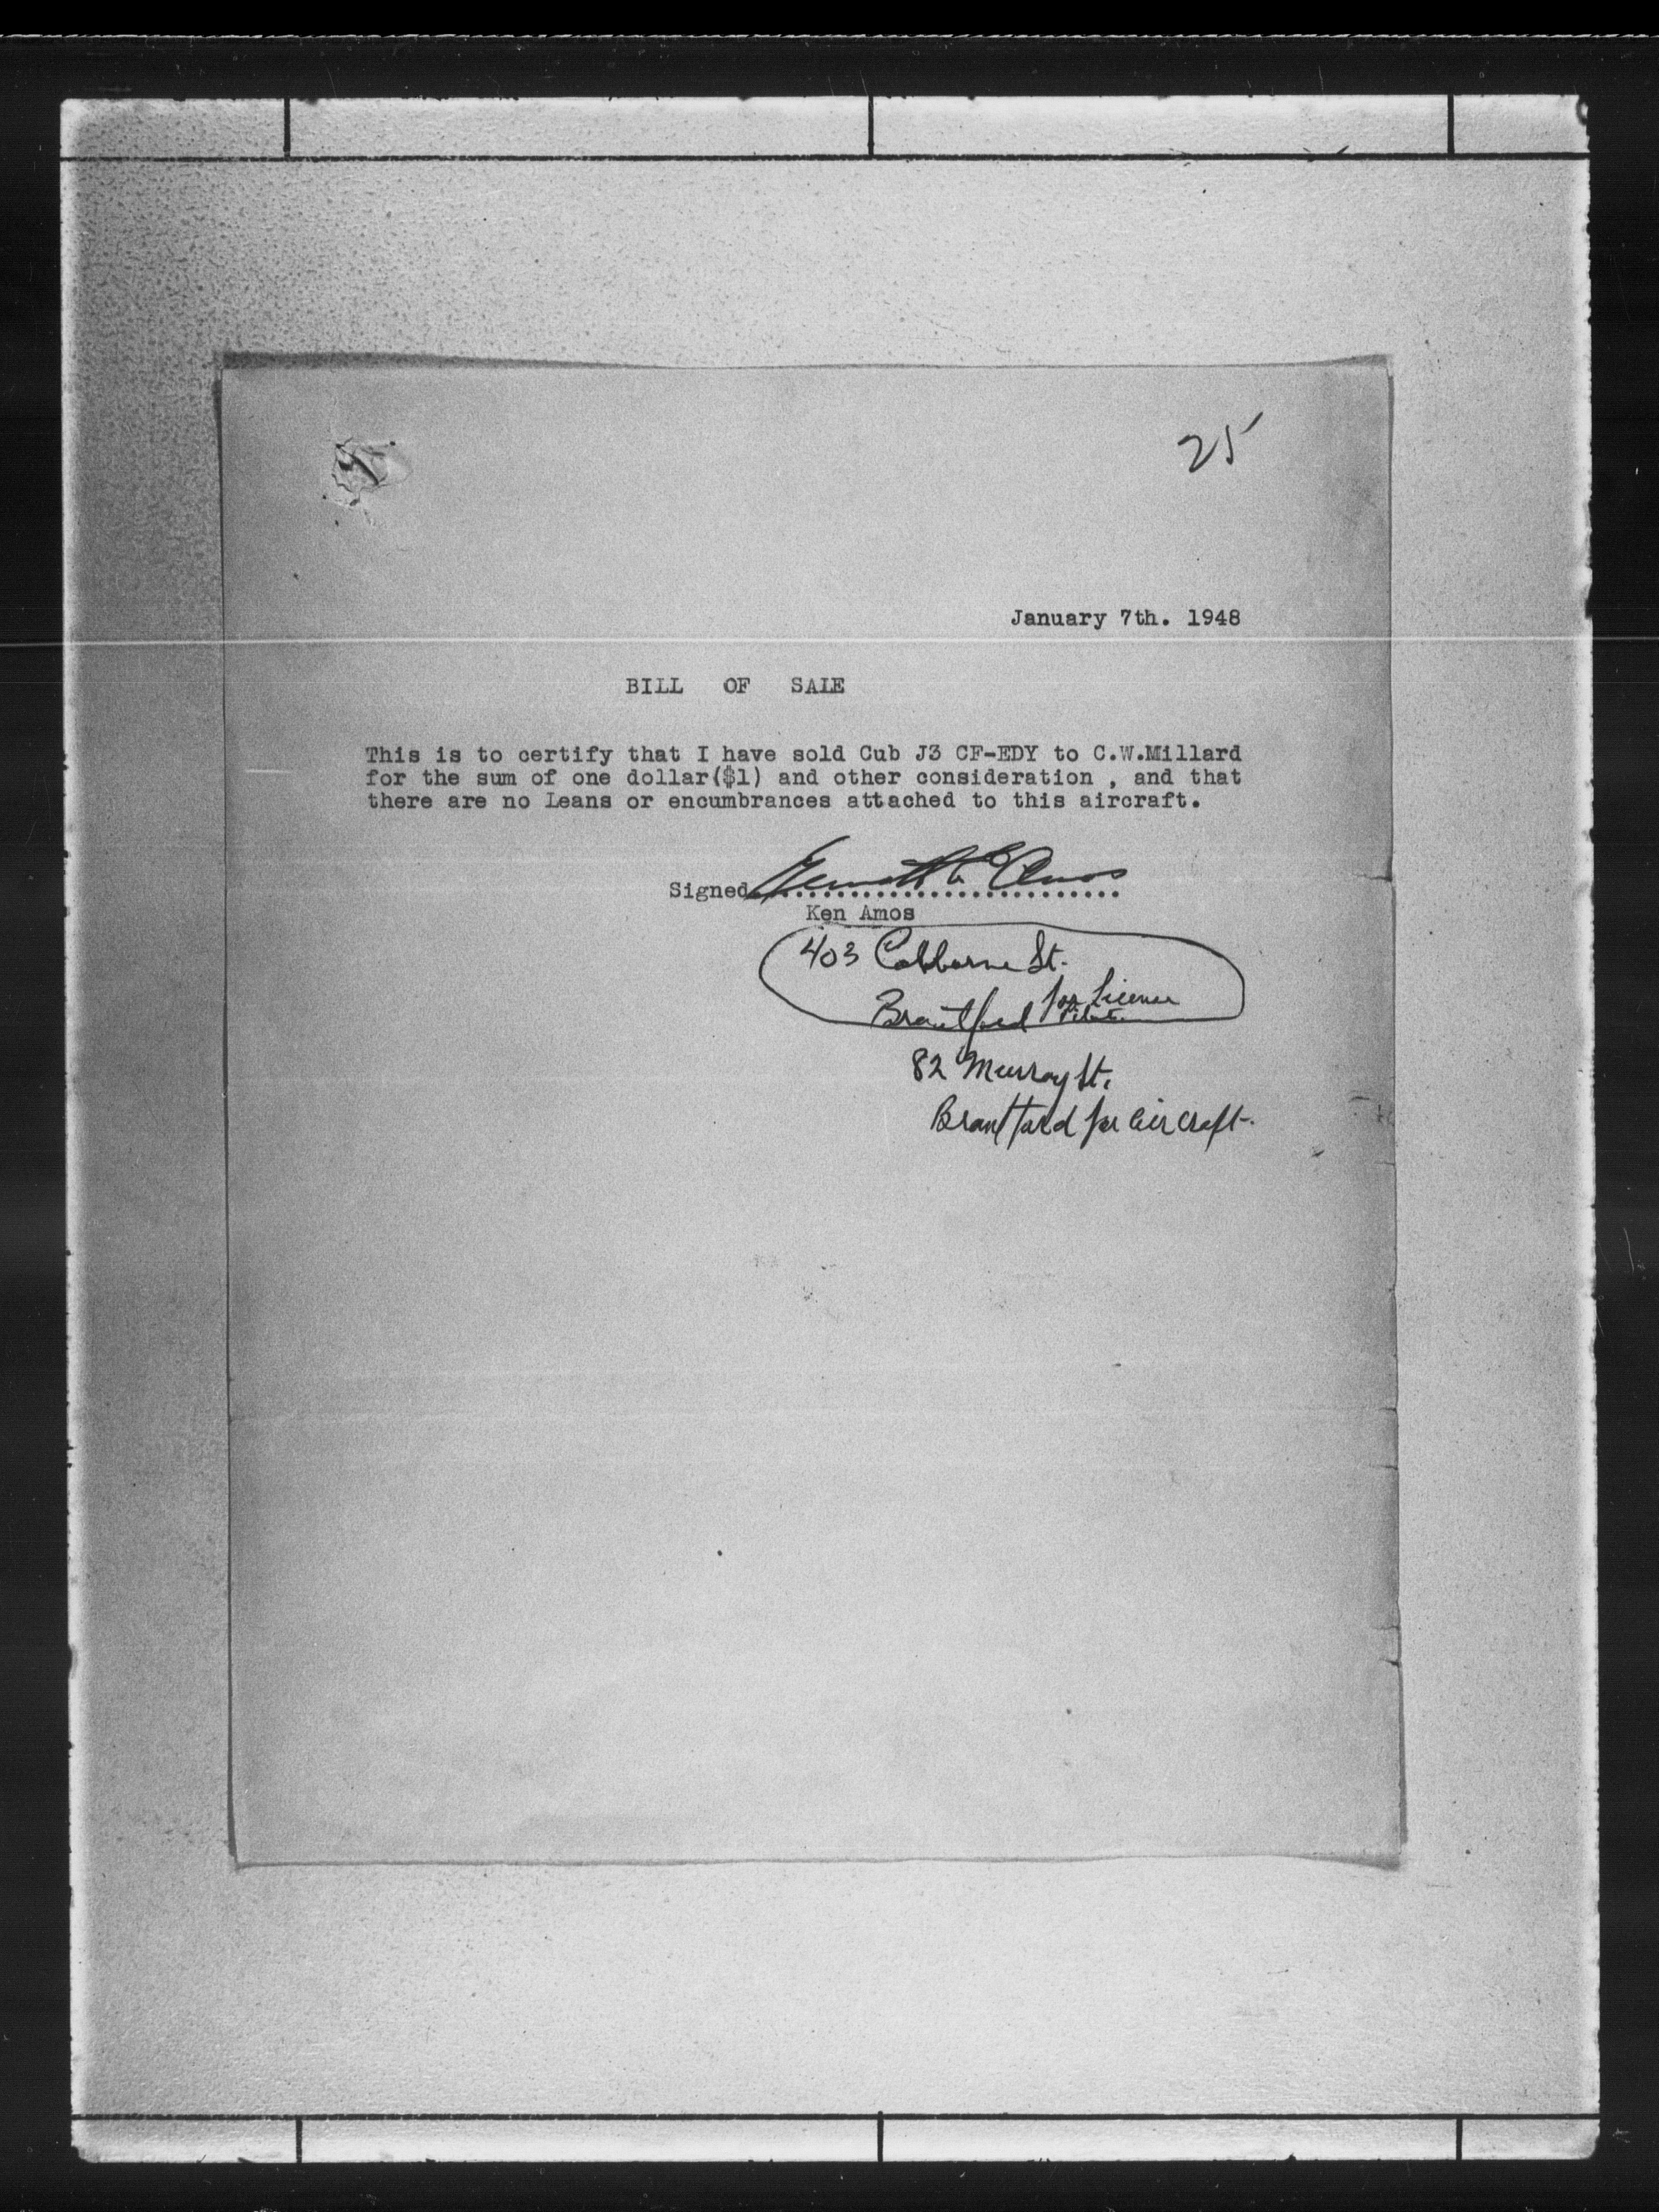 25
January 7th. 1948
BILL OF SALE
This is to certify that I have sold Cub J3 CF-EDY to C.W.Millard
for the sum of one dollar($1) and other consideration , and that
there are no Leans or encumbrances attached to this aircraft.
Signed..............................
Ken Amos
403 Colborne St.
Brantford for Licence
Pilot
82 Murray St.
Brantford for Aircraft.